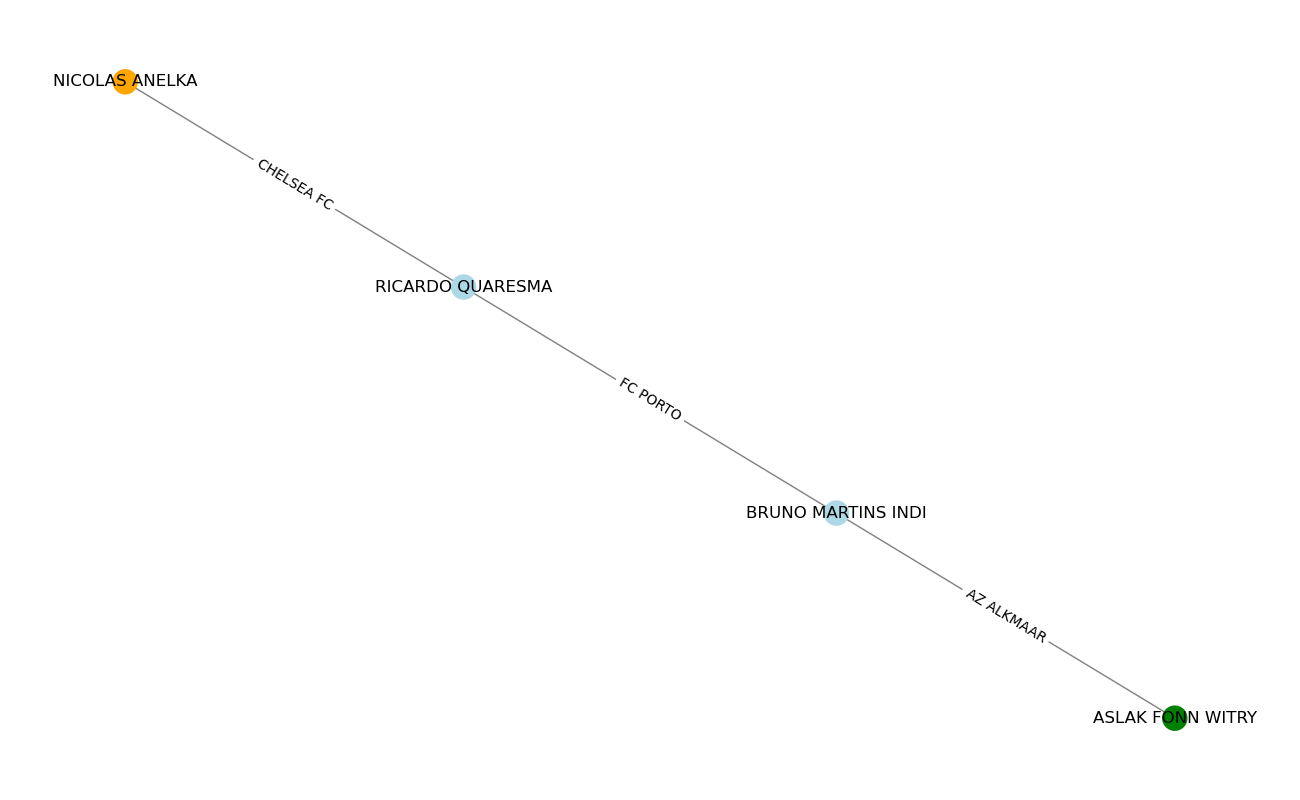 NICOLAS ANELKA
CHELSEA FC
RICARDO QUARESMA
FC PORTO
BRUNO MARTINS INDI
AZ ALKMAAR
ASLAK FONN WITRY